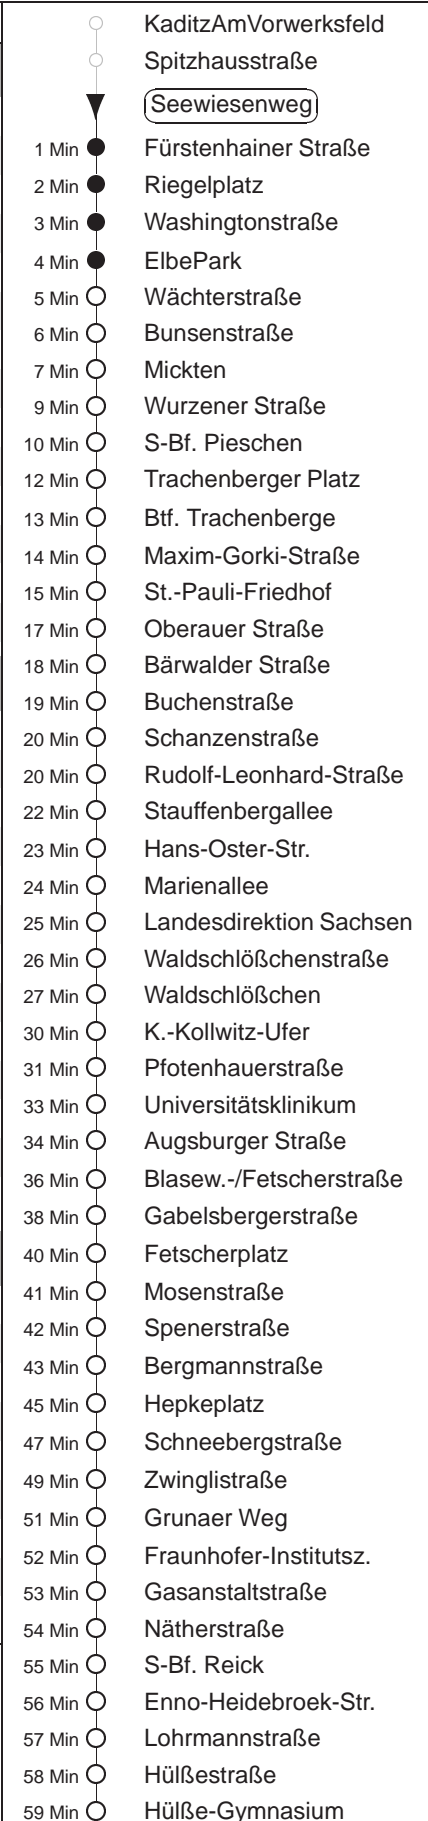 KaditzAmVorwerksfeld
Spitzhausstraße
Seewiesenweg
1 Min Fürstenhainer Straße
2 Min Riegelplatz
3 Min Washingtonstraße
4 Min ElbePark
5 Min Wächterstraße
6 Min Bunsenstraße
7 Min Mickten
9 Min Wurzener Straße
10 Min S-Bf. Pieschen
12 Min Trachenberger Platz
13 Min Btf. Trachenberge
14 Min Maxim-Gorki-Straße
15 Min St.-Pauli-Friedhof
17 Min Oberauer Straße
18 Min Bärwalder Straße
19 Min Buchenstraße
20 Min Schanzenstraße
20 Min Rudolf-Leonhard-Straße
22 Min Stauffenbergallee
23 Min Hans-Oster-Str.
24 Min Marienallee
25 Min Landesdirektion Sachsen
26 Min Waldschlößchenstraße
27 Min Waldschlößchen
30 Min K.-Kollwitz-Ufer
31 Min Pfotenhauerstraße
33 Min Universitätsklinikum
34 Min Augsburger Straße
36 Min Blasew.-/Fetscherstraße
38 Min Gabelsbergerstraße
40 Min Fetscherplatz
41 Min Mosenstraße
42 Min Spenerstraße
43 Min Bergmannstraße
45 Min Hepkeplatz
47 Min Schneebergstraße
49 Min Zwinglistraße
51 Min Grunaer Weg
52 Min Fraunhofer-Institutsz.
53 Min Gasanstaltstraße
54 Min Nätherstraße
55 Min S-Bf. Reick
56 Min Enno-Heidebroek-Str.
57 Min Lohrmannstraße
58 Min Hülßestraße
59 Min Hülße-Gymnasium